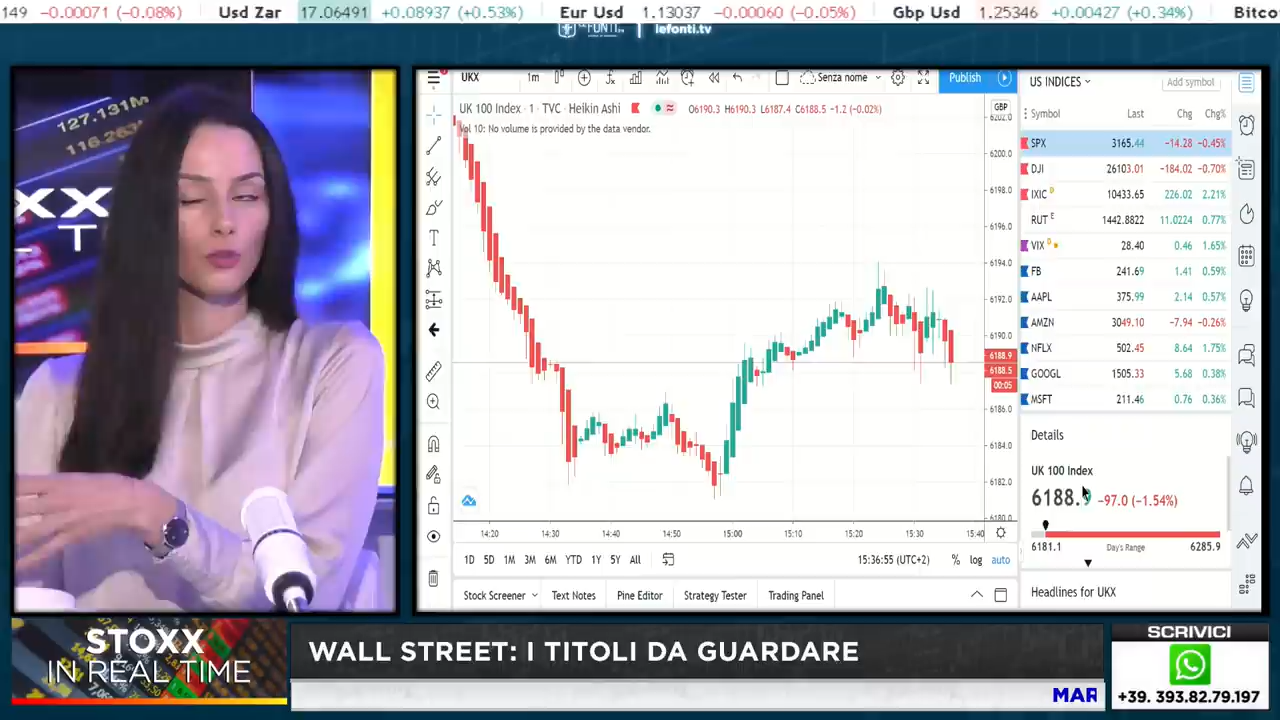 149 -0.00071 (-0.08%) Usd Zar 17.06491 +0.08937 (+0.53%) Eur Usd 1.13037 -0.00060 (-0.05%) Gbp Usd 1.25346 +0.00427 (+0.34%) Bitco
lefonti.tv
127.131M
UKX 1m fx Senza nome Publish
UK 100 Index · 1 · TVC · Heikin Ashi O6190.3 H6190.3 L6187.4 C6188.5 -1.2 (-0.02%)
Vol 10: No volume is provided by the data vendor.
GBP
6202.0
6200.0
6198.0
6196.0
6194.0
6192.0
6190.0
6188.9
6188.5
00:05
6186.0
6184.0
6182.0
6180.0
14:20 14:30 14:40 14:50 15:00 15:10 15:20 15:30 15:40
1D 5D 1M 3M 6M YTD 1Y 5Y All 15:36:55 (UTC+2) % log auto
Stock Screener Text Notes Pine Editor Strategy Tester Trading Panel
US INDICES Add symbol
Symbol Last Chg Chg%
SPX 3165.44 -14.28 -0.45%
DJI 26103.01 -184.02 -0.70%
IXIC D 10433.65 226.02 2.21%
RUT E 1442.8822 11.0224 0.77%
VIX D 28.40 0.46 1.65%
FB 241.69 1.41 0.59%
AAPL 375.99 2.14 0.57%
AMZN 3049.10 -7.94 -0.26%
NFLX 502.45 8.64 1.75%
GOOGL 1505.33 5.68 0.38%
MSFT 211.46 0.76 0.36%
Details
UK 100 Index
6188.9 -97.0 (-1.54%)
6181.1 Day's Range 6285.9
Headlines for UKX
STOXX
IN REAL TIME
WALL STREET: I TITOLI DA GUARDARE
MAR
SCRIVICI
+39. 393.82.79.197